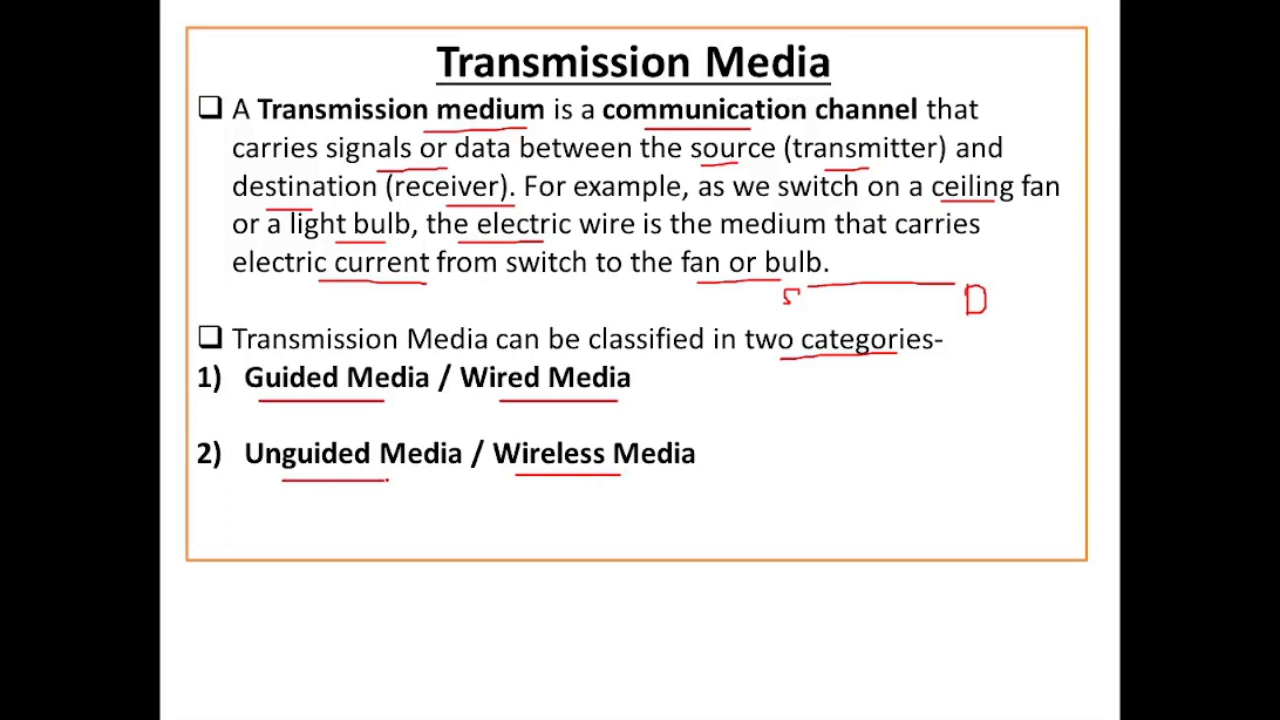 Transmission Media
❑ A Transmission medium is a communication channel that
carries signals or data between the source (transmitter) and
destination (receiver). For example, as we switch on a ceiling fan
or a light bulb, the electric wire is the medium that carries
electric current from switch to the fan or bulb.
S D
❑ Transmission Media can be classified in two categories-
1) Guided Media / Wired Media
2) Unguided Media / Wireless Media